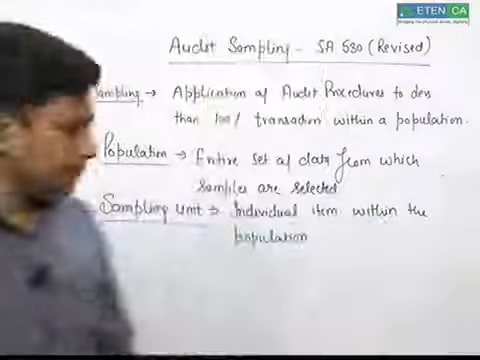 ETEN CA
Audit Sampling - SA 530 (Revised)
ampling → Application of Audit Procedures to less
than 100% transaction within a population.
Population → Entire set of data from which
samples are selected
Sampling unit ⇒ Individual item within the
population